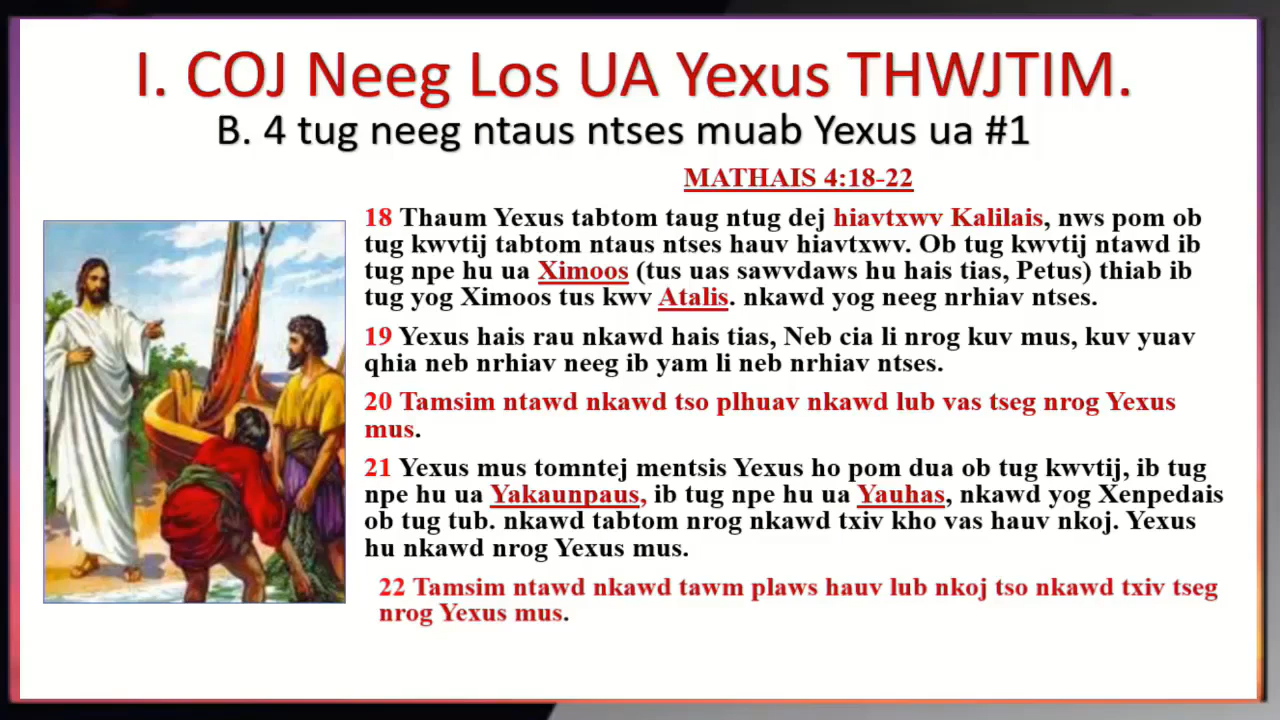 I. COJ Neeg Los UA Yexus THWJTIM.
B. 4 tug neeg ntaus ntses muab Yexus ua #1
MATHAIS 4:18-22
18 Thaum Yexus tabtom taug ntug dej hiavtxwv Kalilais, nws pom ob
tug kwvtij tabtom ntaus ntses hauv hiavtxwv. Ob tug kwvtij ntawd ib
tug npe hu ua Ximoos (tus uas sawvdaws hu hais tias, Petus) thiab ib
tug yog Ximoos tus kwv Atalis. nkawd yog neeg nrhiav ntses.
19 Yexus hais rau nkawd hais tias, Neb cia li nrog kuv mus, kuv yuav
qhia neb nrhiav neeg ib yam li neb nrhiav ntses.
20 Tamsim ntawd nkawd tso plhuav nkawd lub vas tseg nrog Yexus
mus.
21 Yexus mus tomntej mentsis Yexus ho pom dua ob tug kwvtij, ib tug
npe hu ua Yakaunpaus, ib tug npe hu ua Yauhas, nkawd yog Xenpedais
ob tug tub. nkawd tabtom nrog nkawd txiv kho vas hauv nkoj. Yexus
hu nkawd nrog Yexus mus.
22 Tamsim ntawd nkawd tawm plaws hauv lub nkoj tso nkawd txiv tseg
nrog Yexus mus.